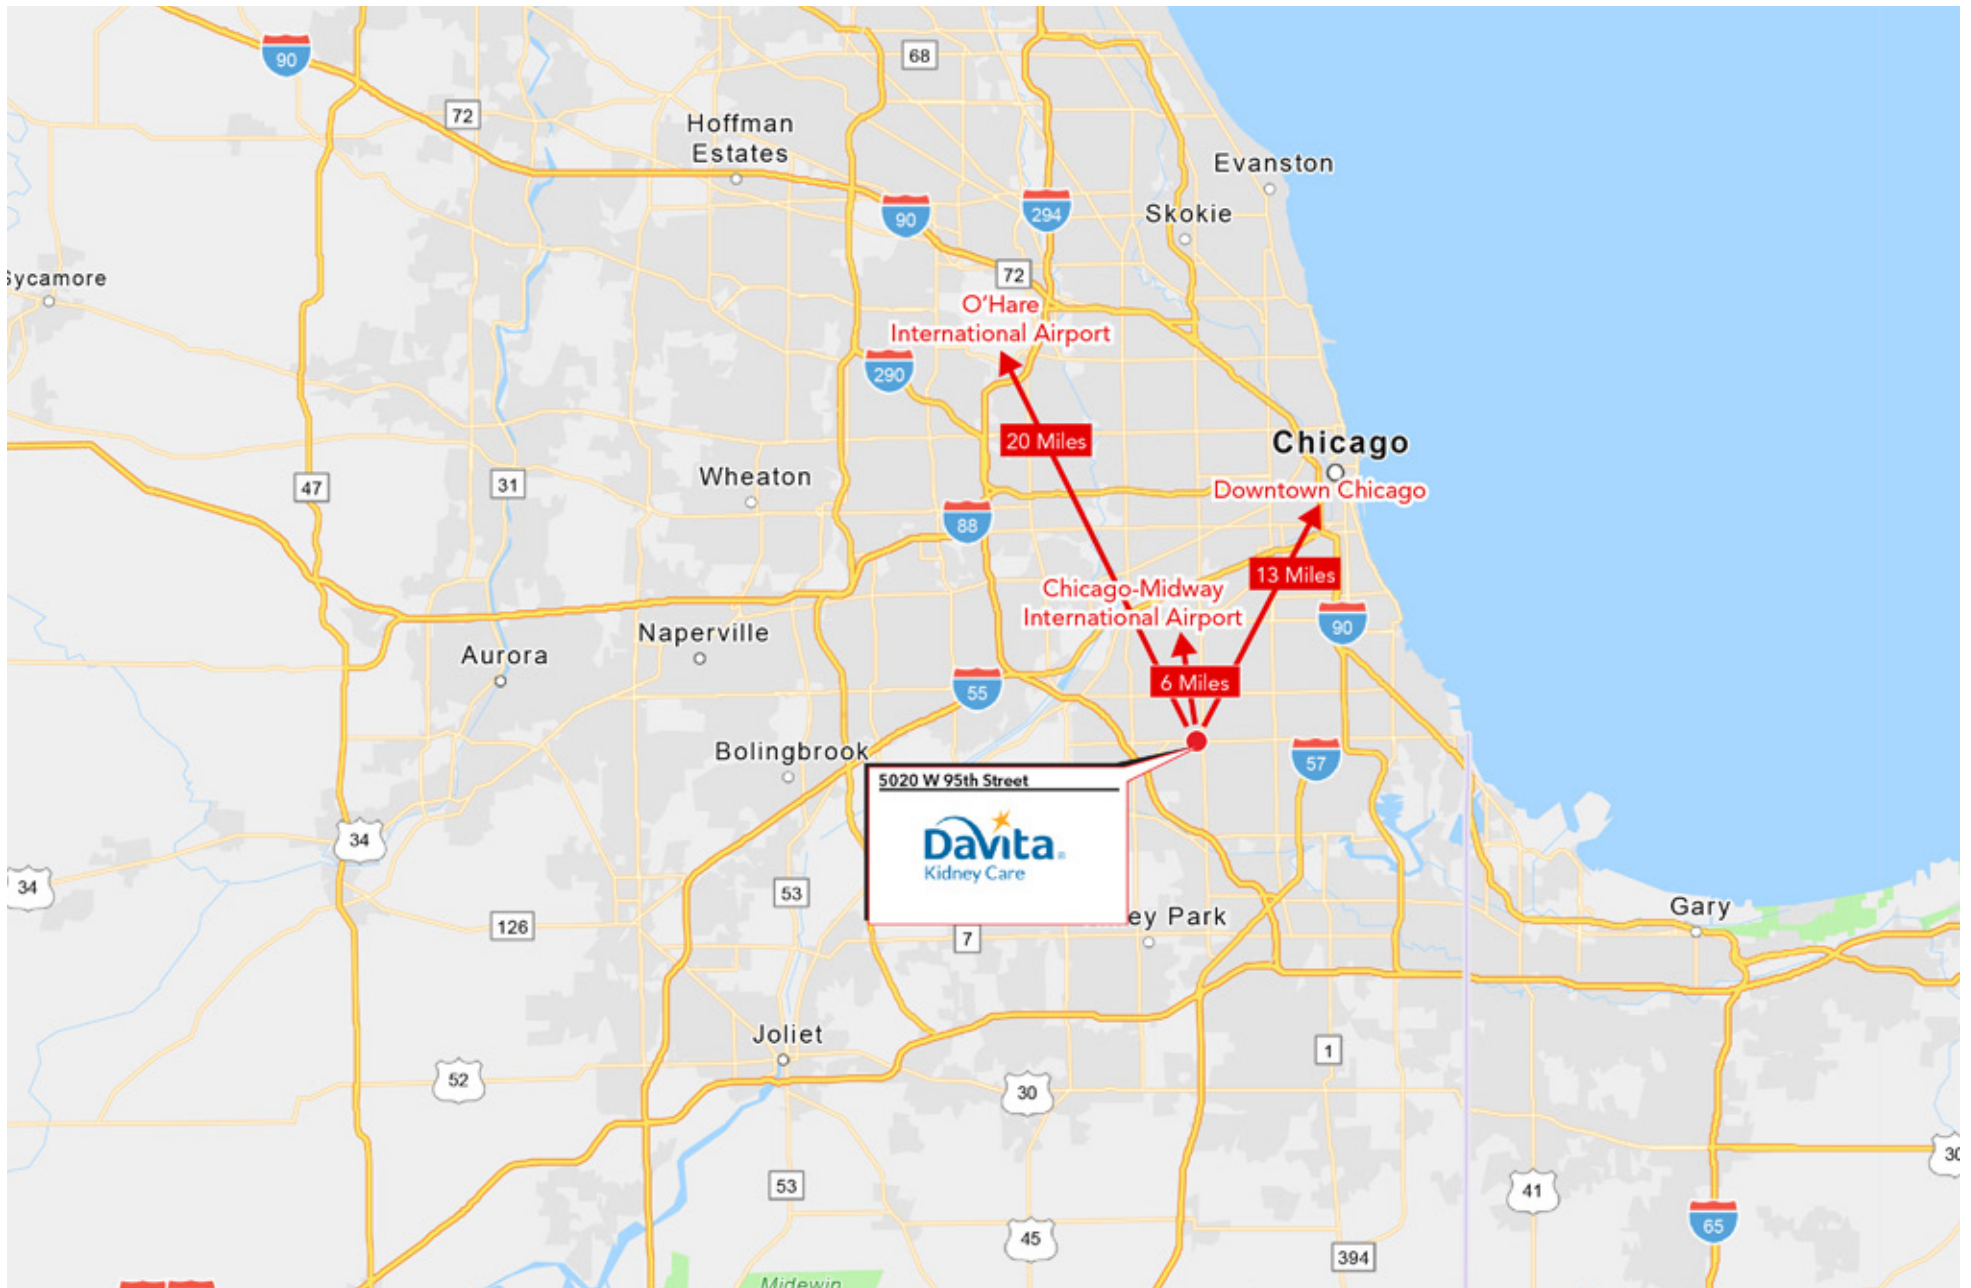 90
68
72
Hoffman
Estates
Evanston
90
294
Skokie
72
Sycamore
O'Hare
International Airport
290
20 Miles
Chicago
Wheaton
47
31
Downtown Chicago
88
13 Miles
Chicago-Midway
International Airport
90
Naperville
Aurora
6 Miles
55
Bolingbrook
57
5020 W 95th Street
DaVita®
Kidney Care
34
34
53
ey Park
Gary
126
7
Joliet
1
52
30
30
53
41
65
45
394
Midewin